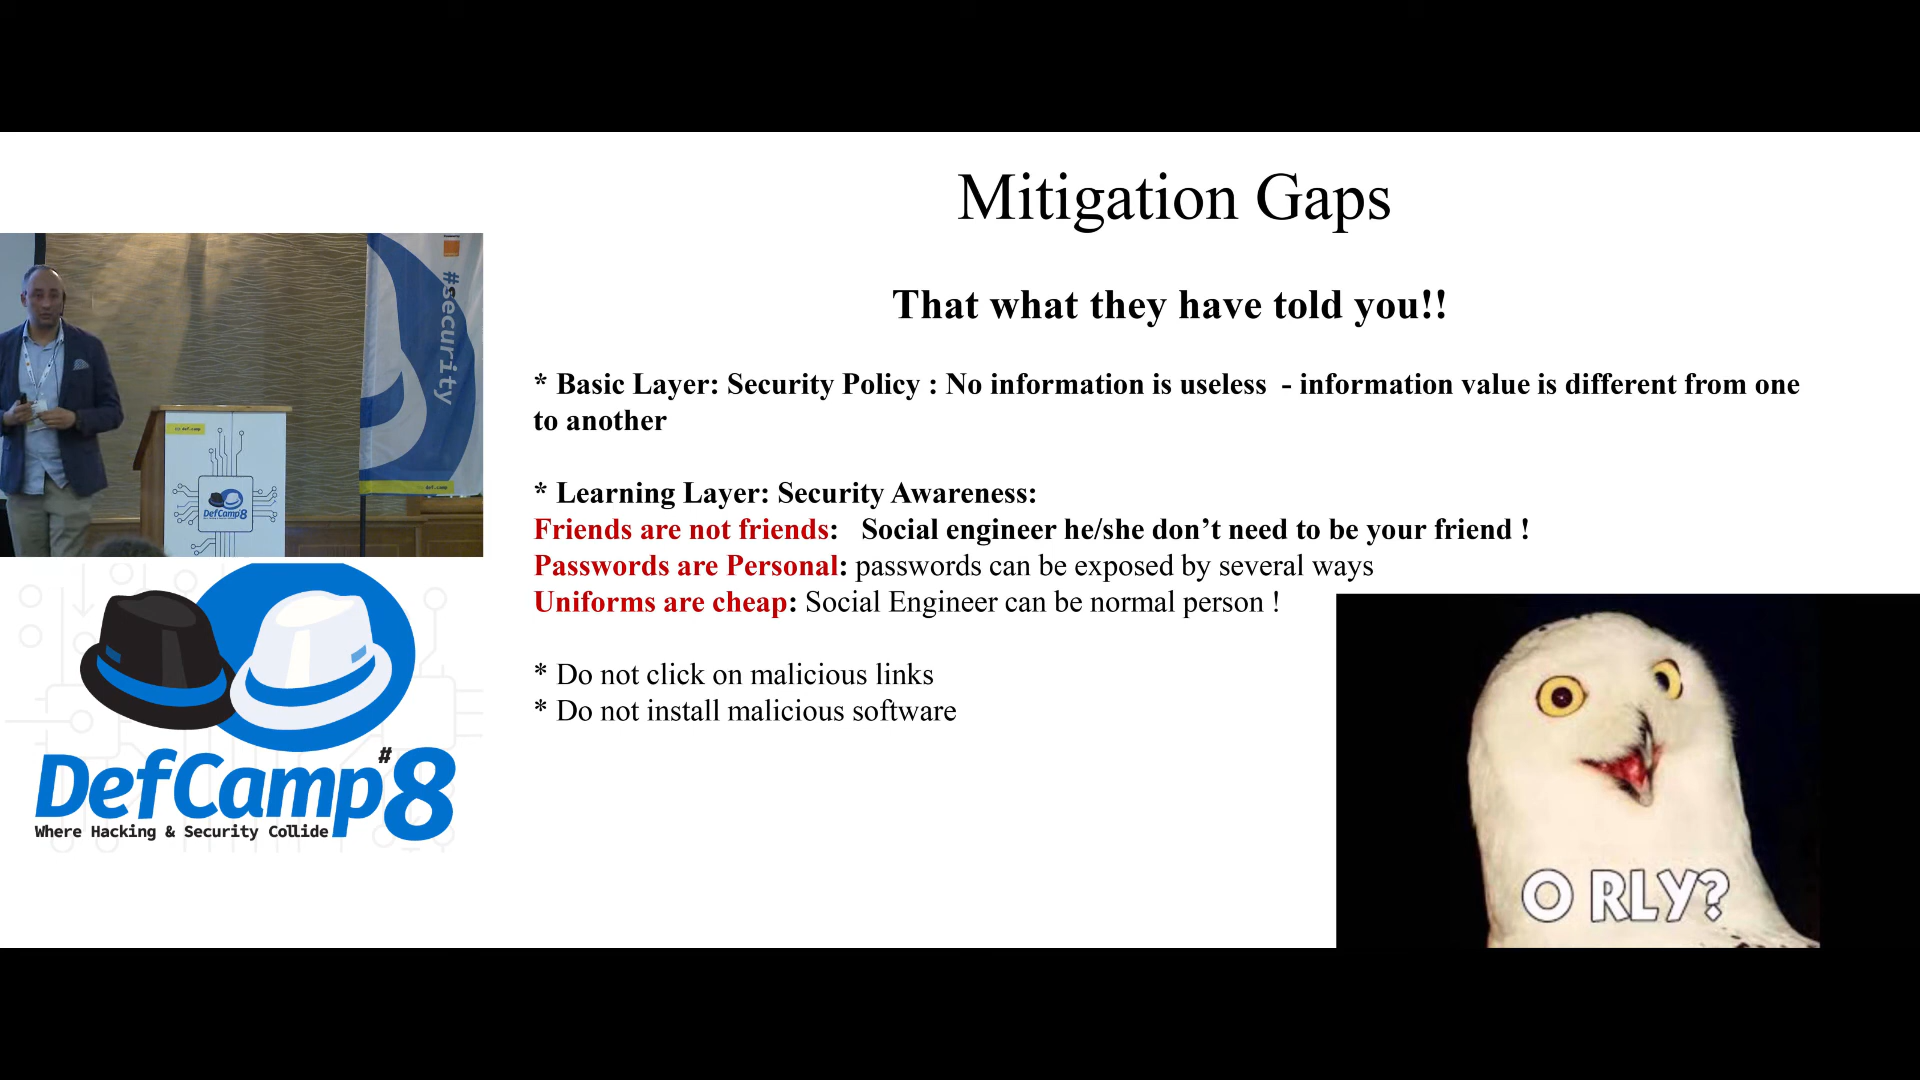 Mitigation Gaps
That what they have told you!!
* Basic Layer: Security Policy : No information is useless - information value is different from one
to another
* Learning Layer: Security Awareness:
Friends are not friends: Social engineer he/she don’t need to be your friend !
Passwords are Personal: passwords can be exposed by several ways
Uniforms are cheap: Social Engineer can be normal person !
* Do not click on malicious links
* Do not install malicious software
#security
DefCamp8
DefCamp#8
Where Hacking & Security Collide
O RLY?